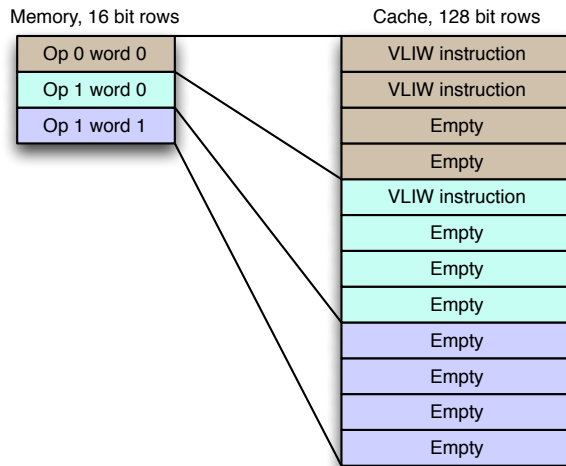 Memory, 16 bit rows
Op 0 word 0
Op 1 word 0
Op 1 word 1
Cache, 128 bit rows
VLIW instruction
VLIW instruction
Empty
Empty
VLIW instruction
Empty
Empty
Empty
Empty
Empty
Empty
Empty